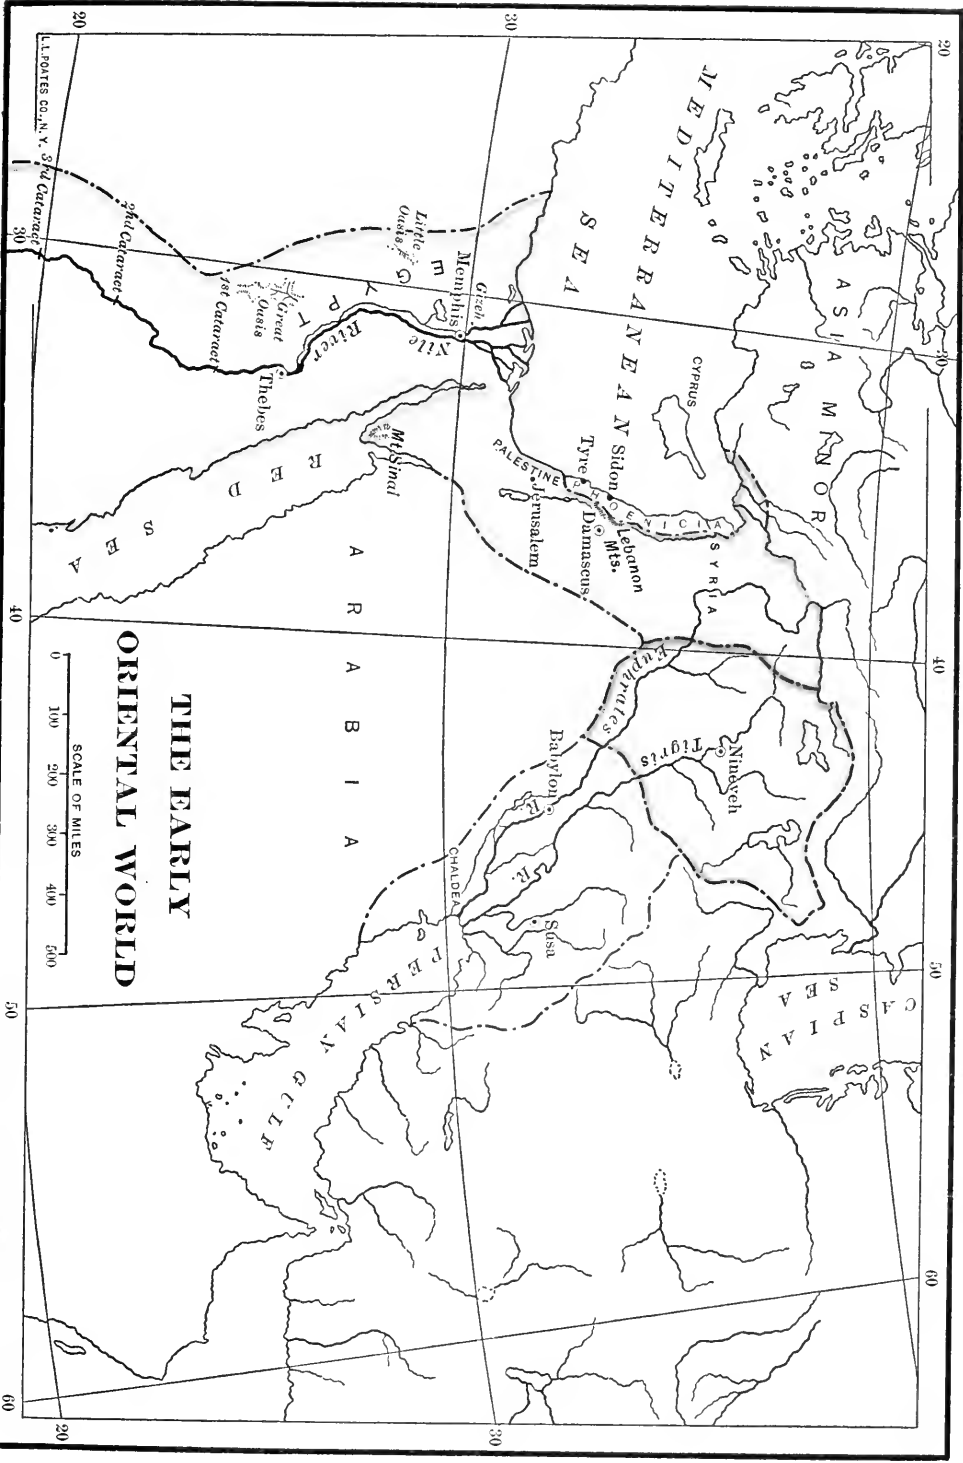 THE EARLY
ORIENTAL WORLD
SCALE OF MILES
0 100 200 300 400 500
20
30
40
50
60
20
30
40
50
60
20
30
20
30
MEDITERRANEAN
SEA
ASIA MINOR
CYPRUS
CASPIAN
SEA
SYRIA
PHOENICIA
Sidon
Tyre
Lebanon
Mts.
Damascus
PALESTINE
Jerusalem
Nineveh
Tigris
R.
Euphrates
R.
Babylon
Susa
CHALDEA
PERSIAN GULF
ARABIA
Mt.Sinai
RED SEA
EGYPT
Gizeh
Memphis
Little
Oasis
Nile
River
Great
Oasis
Thebes
1st Cataract
2nd Cataract
3rd Cataract
L.L.POATES CO., N.Y.